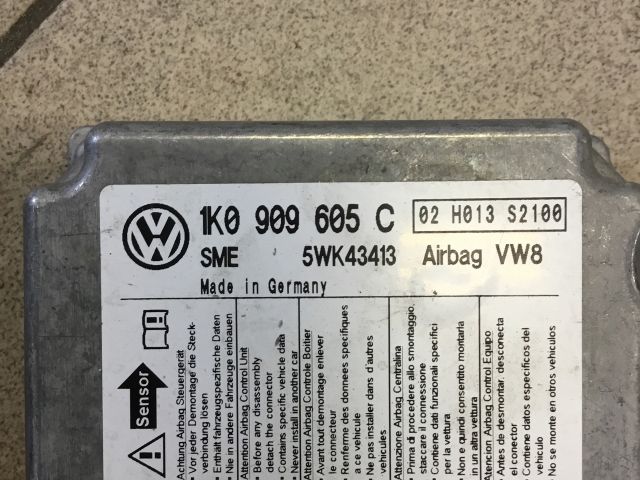 1K0 909 605 C 02 H013 S2100
SME 5WK43413 Airbag VW8
Made in Germany
Sensor
Achtung Airbag Steuergerät
• Vor jeder Demontage die Steck-
verbindung lösen
• Enthält fahrzeugspezifische Daten
• Nie in andere Fahrzeuge einbauen
Attention Airbag Control Unit
• Before any disassembly
detach the connector
• Contains specific vehicle data
• Never install in another car
Attention Airbag Controle Boitier
• Avant tout demontage enlever
le connecteur
• Renferme des donnees specifiques
a ce vehicule
• Ne pas installer dans d'autres
vehicules
Attenzione Airbag Centralina
• Prima di procedere allo smontaggio,
staccare il connessione
• Contiene dati funzionali specifici
per la vettura
• Non e quindi consentito montarla
in un altra vettura
Atencion Airbag Control Equipo
• Antes de desmontar, desconecta
el conector
• Contiene datos especificos del
vehiculo
• No se monte en otros vehiculos